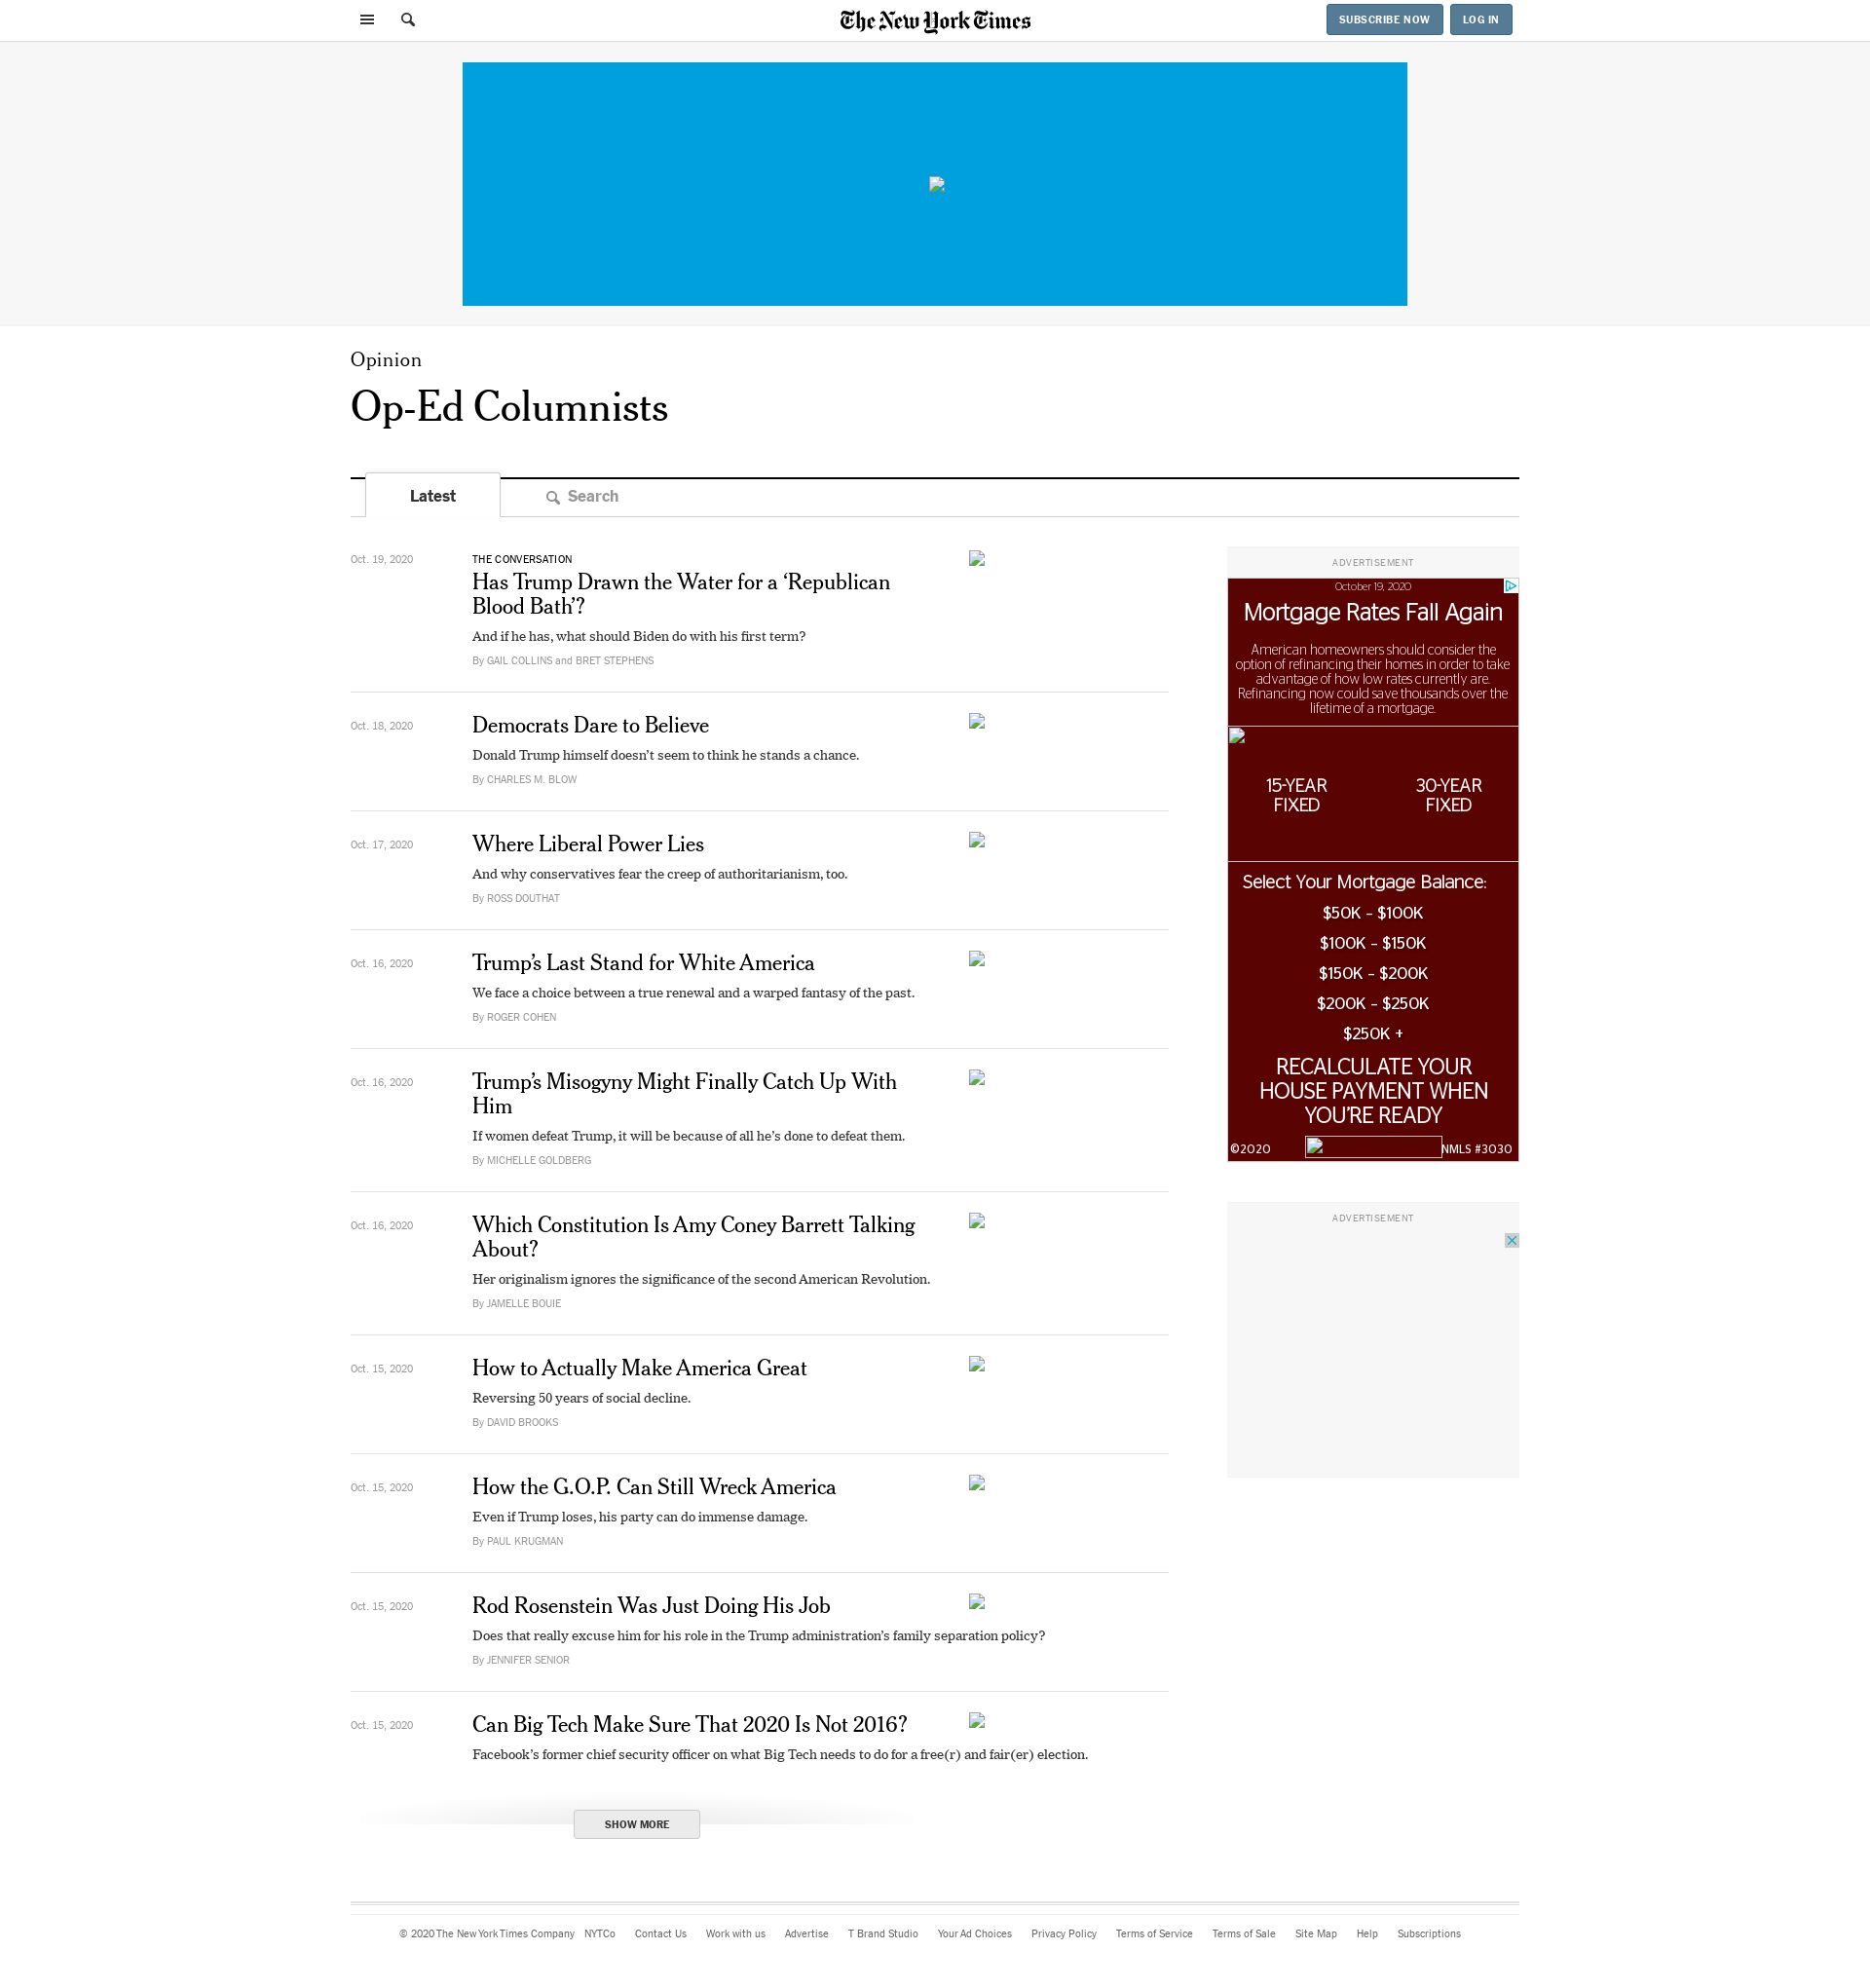 The New York Times
SUBSCRIBE NOW
LOG IN
Opinion
Op-Ed Columnists
Latest
Search
Oct. 19, 2020
THE CONVERSATION
Has Trump Drawn the Water for a ‘Republican
Blood Bath’?
And if he has, what should Biden do with his first term?
By GAIL COLLINS and BRET STEPHENS
Oct. 18, 2020
Democrats Dare to Believe
Donald Trump himself doesn’t seem to think he stands a chance.
By CHARLES M. BLOW
Oct. 17, 2020
Where Liberal Power Lies
And why conservatives fear the creep of authoritarianism, too.
By ROSS DOUTHAT
Oct. 16, 2020
Trump’s Last Stand for White America
We face a choice between a true renewal and a warped fantasy of the past.
By ROGER COHEN
Oct. 16, 2020
Trump’s Misogyny Might Finally Catch Up With
Him
If women defeat Trump, it will be because of all he’s done to defeat them.
By MICHELLE GOLDBERG
Oct. 16, 2020
Which Constitution Is Amy Coney Barrett Talking
About?
Her originalism ignores the significance of the second American Revolution.
By JAMELLE BOUIE
Oct. 15, 2020
How to Actually Make America Great
Reversing 50 years of social decline.
By DAVID BROOKS
Oct. 15, 2020
How the G.O.P. Can Still Wreck America
Even if Trump loses, his party can do immense damage.
By PAUL KRUGMAN
Oct. 15, 2020
Rod Rosenstein Was Just Doing His Job
Does that really excuse him for his role in the Trump administration’s family separation policy?
By JENNIFER SENIOR
Oct. 15, 2020
Can Big Tech Make Sure That 2020 Is Not 2016?
Facebook’s former chief security officer on what Big Tech needs to do for a free(r) and fair(er) election.
SHOW MORE
ADVERTISEMENT
October 19, 2020
Mortgage Rates Fall Again
American homeowners should consider the
option of refinancing their homes in order to take
advantage of how low rates currently are.
Refinancing now could save thousands over the
lifetime of a mortgage.
15-YEAR
FIXED
30-YEAR
FIXED
Select Your Mortgage Balance:
$50K - $100K
$100K - $150K
$150K - $200K
$200K - $250K
$250K +
RECALCULATE YOUR
HOUSE PAYMENT WHEN
YOU’RE READY
©2020
NMLS #3030
ADVERTISEMENT
© 2020 The New York Times Company NYTCo Contact Us Work with us Advertise T Brand Studio Your Ad Choices Privacy Policy Terms of Service Terms of Sale Site Map Help Subscriptions